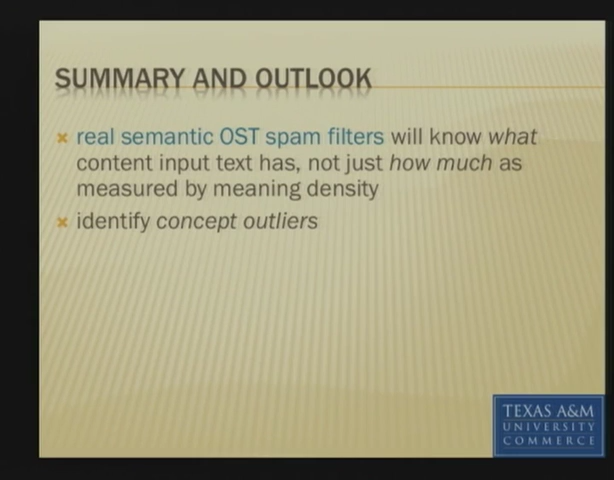 SUMMARY AND OUTLOOK
real semantic OST spam filters will know what
content input text has, not just how much as
measured by meaning density
identify concept outliers
TEXAS A&M
UNIVERSITY
COMMERCE